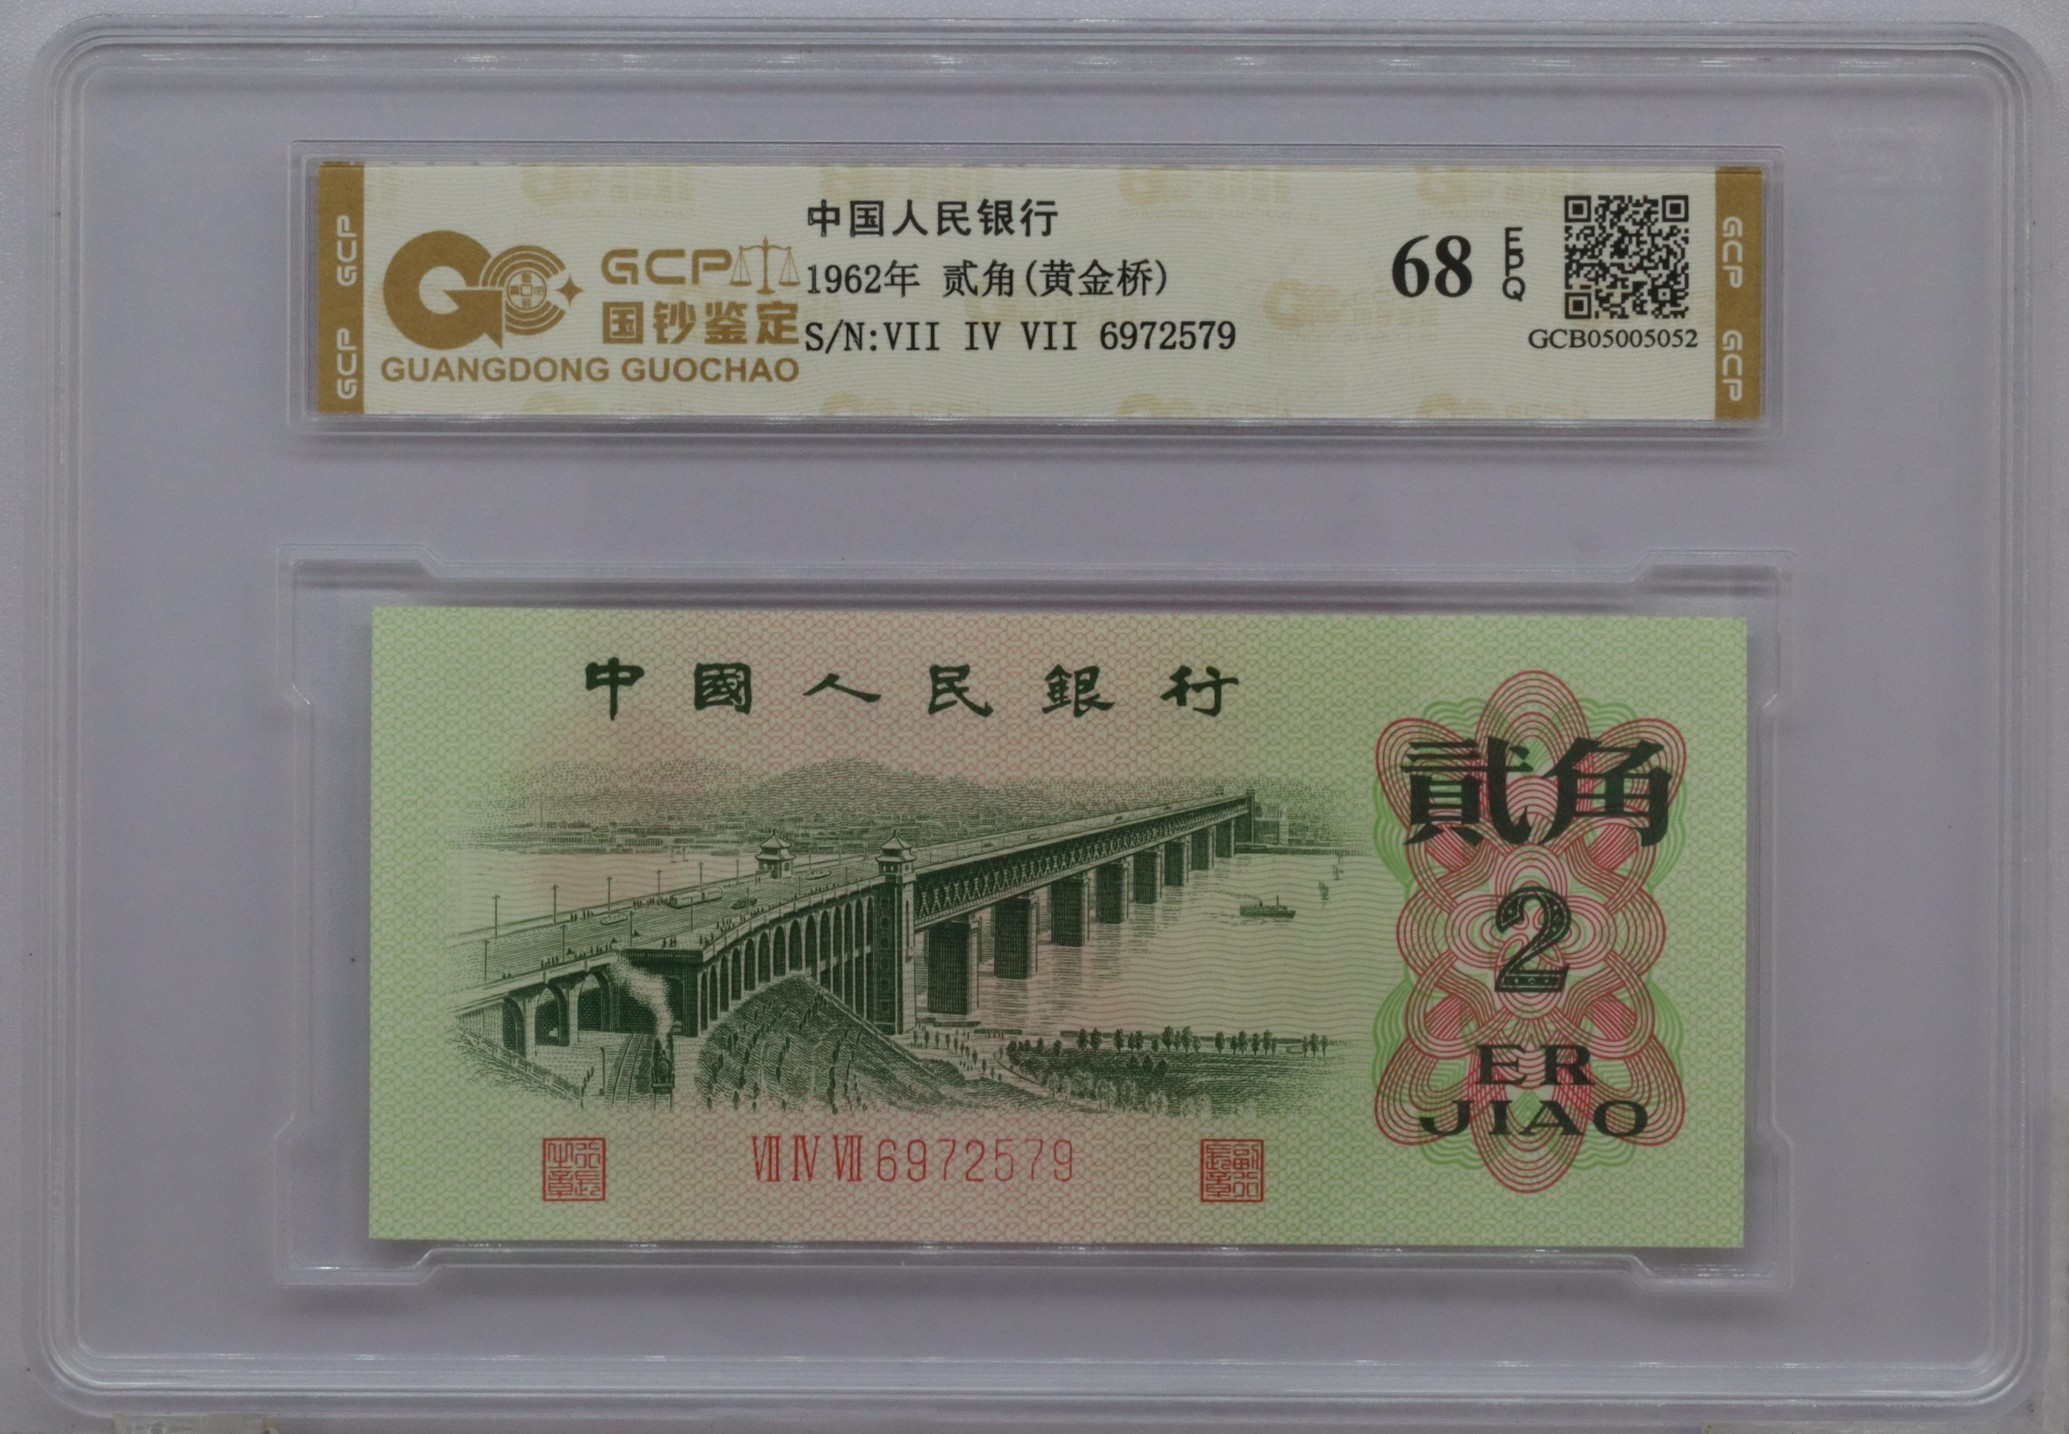 中国人民银行
GCP
1962年 贰角(黄金桥)
国钞鉴定
S/N:VII IV VII 6972579
GUANGDONG GUOCHAO
68
EPQ
GCB05005052
GCP
GCP
GCP
GCP
中國人民銀行
貳角
2
ER
JIAO
VII IV VII 6972579